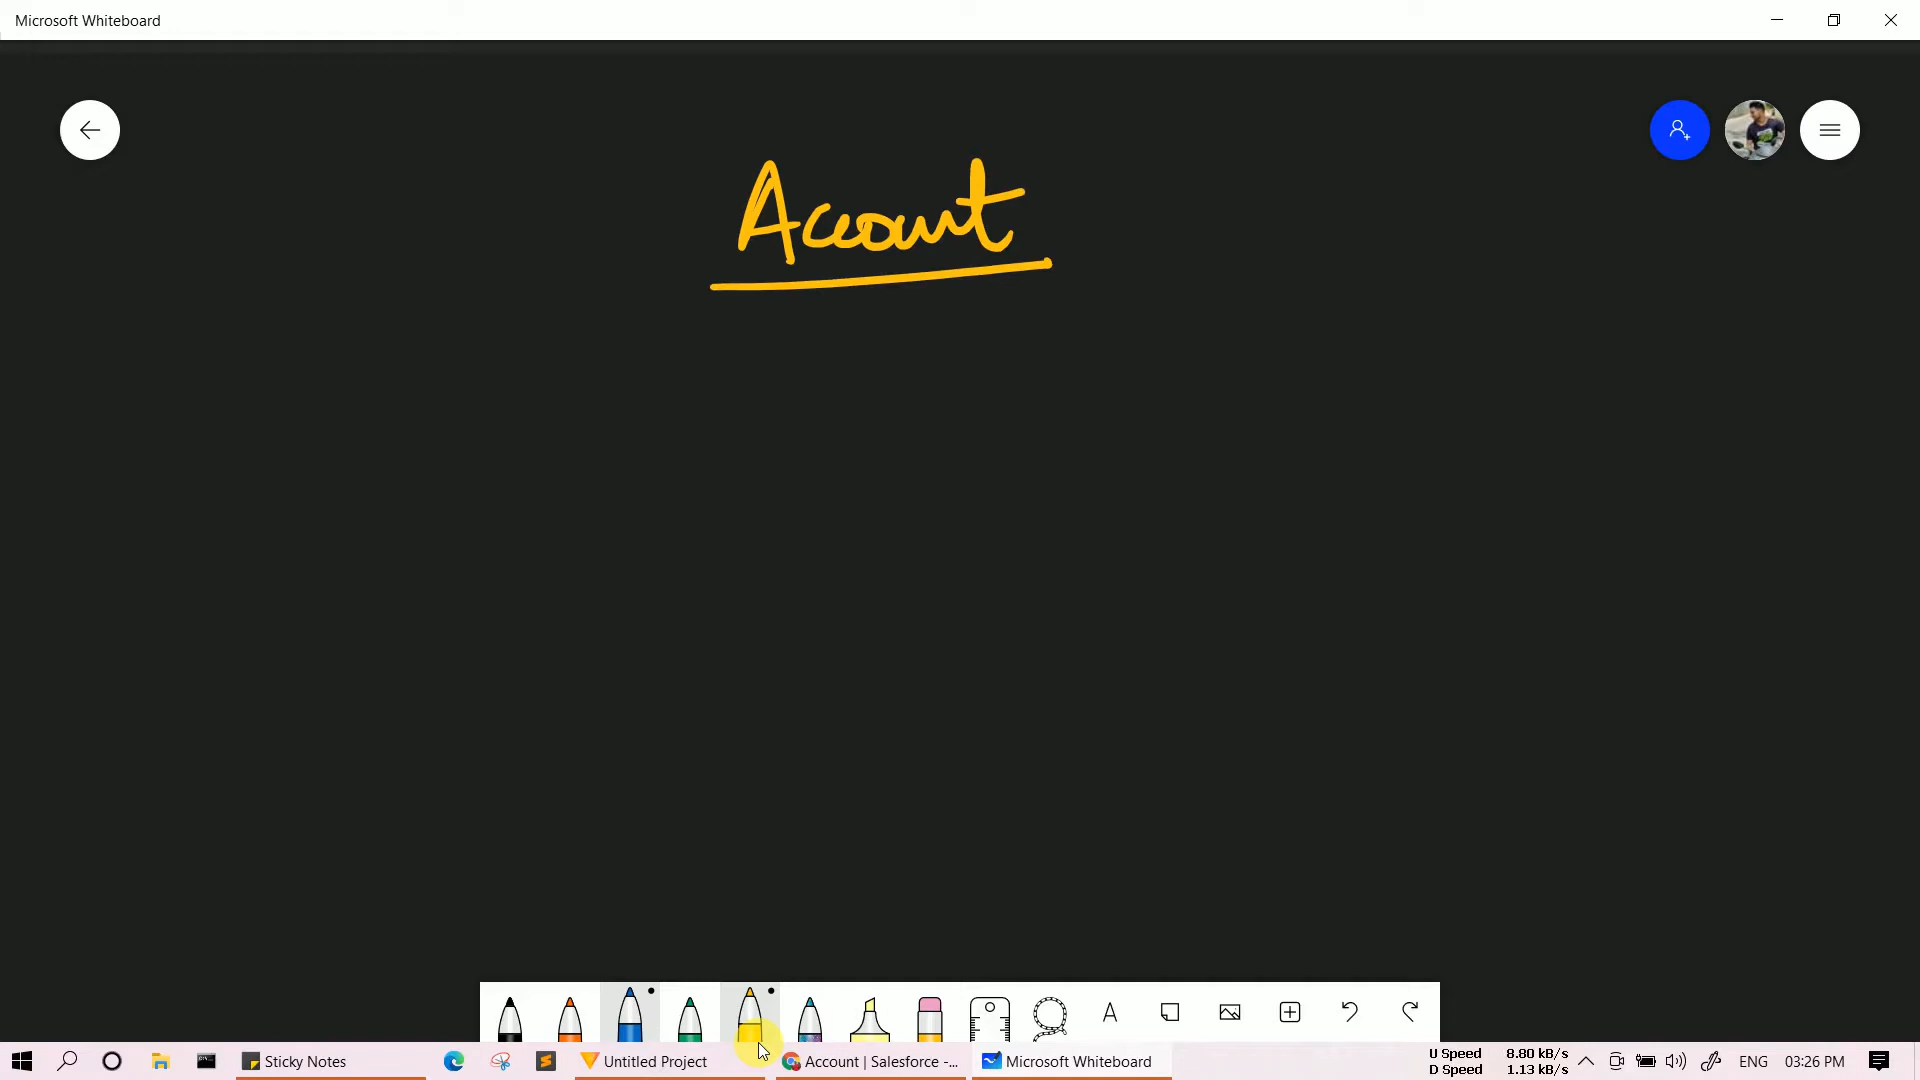 Microsoft Whiteboard
Account
A
Sticky Notes
Untitled Project
Account | Salesforce -...
Microsoft Whiteboard
U Speed 8.80 kB/s
D Speed 1.13 kB/s
ENG
03:26 PM